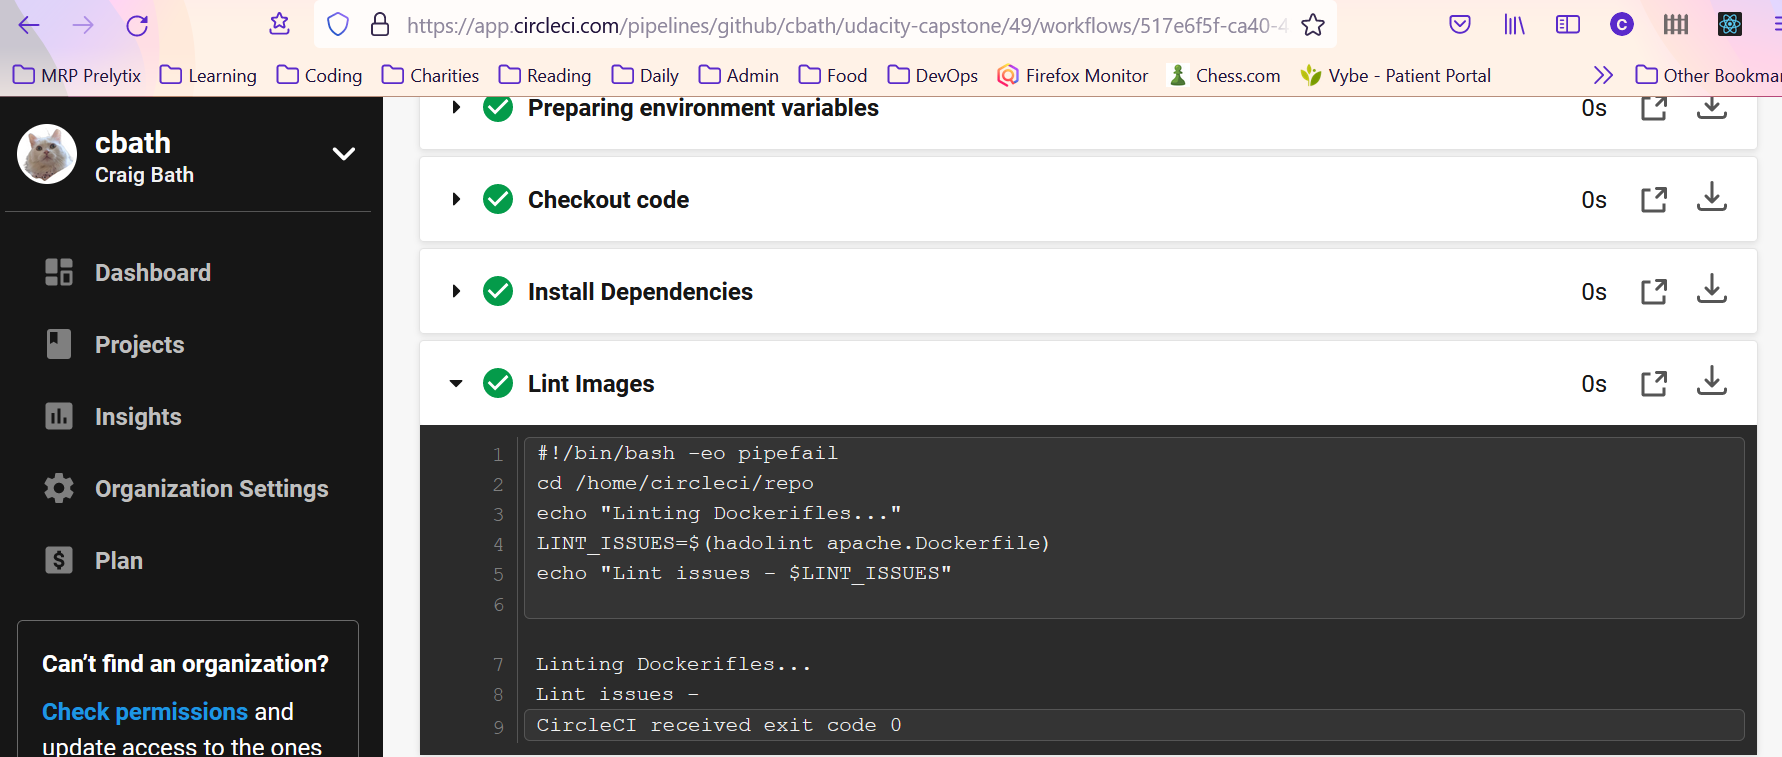 https://app.circleci.com/pipelines/github/cbath/udacity-capstone/49/workflows/517e6f5f-ca40-4
C
MRP Prelytix Learning Coding Charities Reading Daily Admin Food DevOps Firefox Monitor Chess.com Vybe - Patient Portal Other Bookmar
cbath
Craig Bath
Dashboard
Projects
Insights
Organization Settings
$ Plan
Can't find an organization?
Check permissions and
update access to the ones
Preparing environment variables 0s
Checkout code 0s
Install Dependencies 0s
Lint Images 0s
1 #!/bin/bash -eo pipefail
2 cd /home/circleci/repo
3 echo "Linting Dockerifles..."
4 LINT_ISSUES=$(hadolint apache.Dockerfile)
5 echo "Lint issues - $LINT_ISSUES"
6
7 Linting Dockerifles...
8 Lint issues -
9 CircleCI received exit code 0